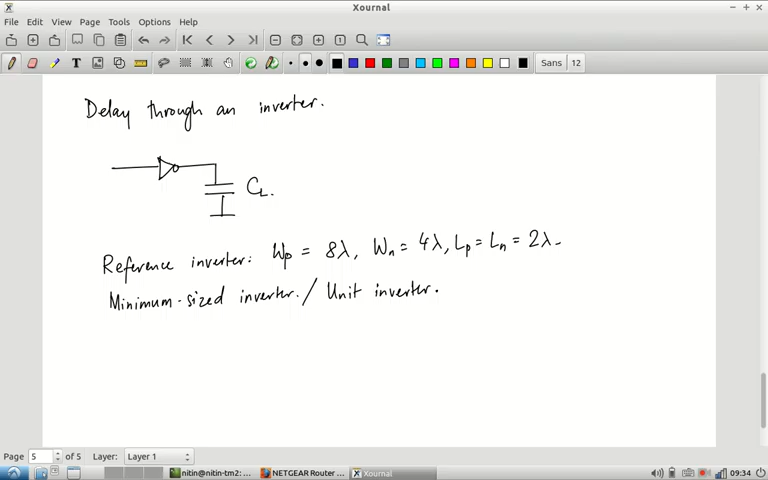 Xournal
File Edit View Page Tools Options Help
Sans 12
Delay through an inverter.
C_L.
Reference inverter: Wp = 8λ, Wn = 4λ, Lp = Ln = 2λ
Minimum-sized inverter. / Unit inverter.
Page 5 of 5 Layer: Layer 1
nitin@nitin-tm2: ... NETGEAR Router ... Xournal 09:34